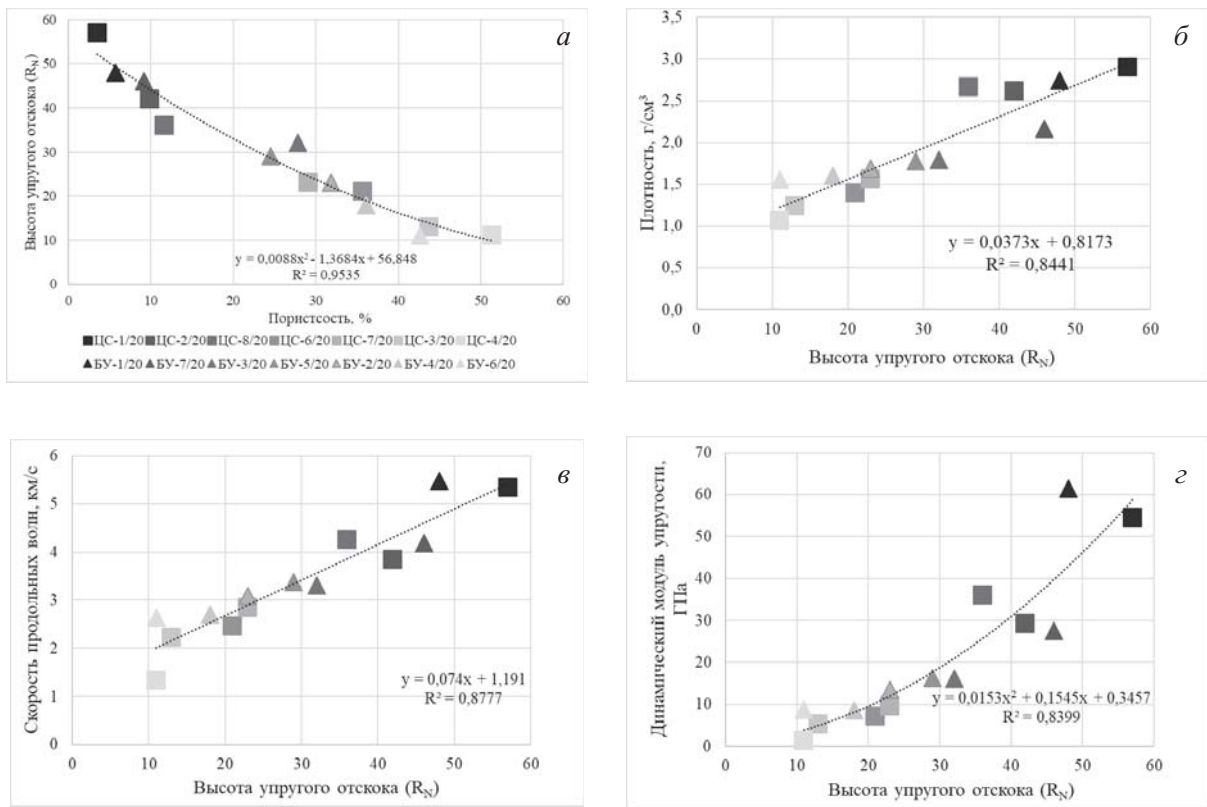 а
Высота упругого отскока (RN)
60
50
40
30
20
10
0
y = 0,0088x² - 1,3684x + 56,848
R² = 0,9535
0 10 20 30 40 50 60
Пористсость, %
ЦС-1/20 ЦС-2/20 ЦС-8/20 ЦС-6/20 ЦС-7/20 ЦС-3/20 ЦС-4/20
БУ-1/20 БУ-7/20 БУ-3/20 БУ-5/20 БУ-2/20 БУ-4/20 БУ-6/20
б
Плотность, г/см³
3,5
3,0
2,5
2,0
1,5
1,0
0,5
0,0
y = 0,0373x + 0,8173
R² = 0,8441
0 10 20 30 40 50 60
Высота упругого отскока (RN)
в
Скорость продольных волн, км/с
6
5
4
3
2
1
0
y = 0,074x + 1,191
R² = 0,8777
0 10 20 30 40 50 60
Высота упругого отскока (RN)
г
Динамический модуль упругости,
ГПа
70
60
50
40
30
20
10
0
y = 0,0153x² + 0,1545x + 0,3457
R² = 0,8399
0 10 20 30 40 50 60
Высота упругого отскока (RN)